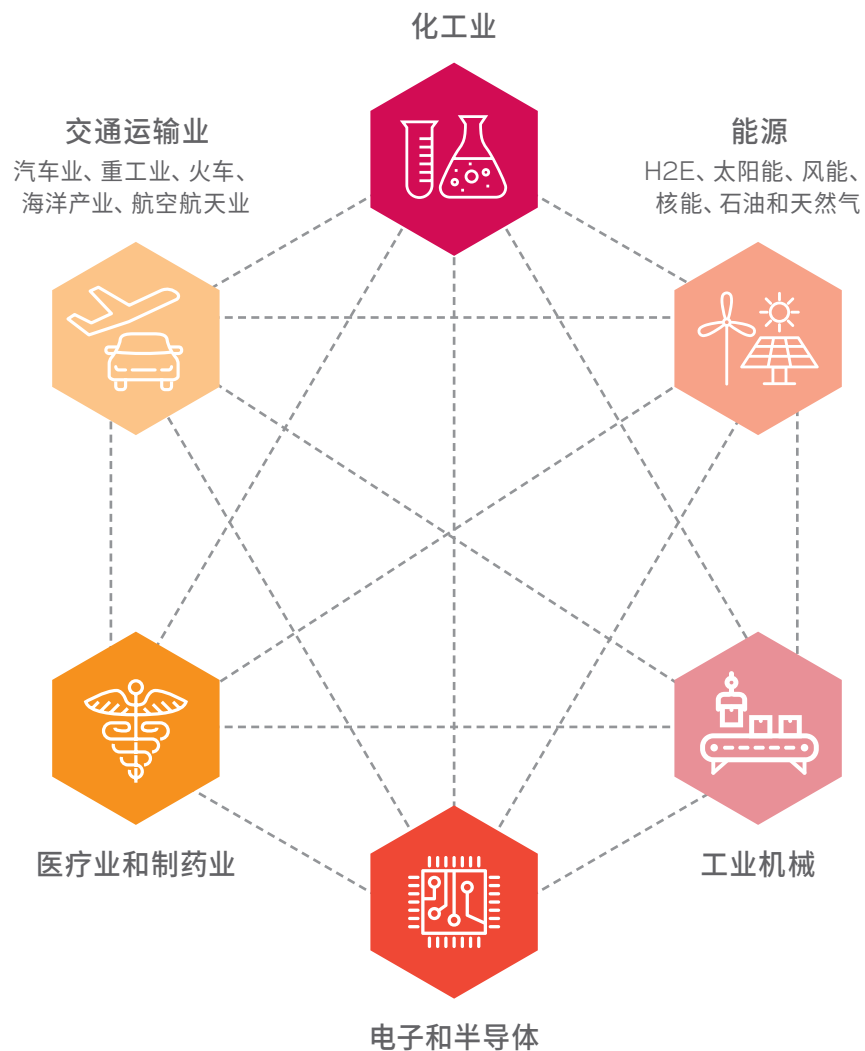 化工业
交通运输业
汽车业、重工业、火车、
海洋产业、航空航天业
能源
H2E、太阳能、风能、
核能、石油和天然气
医疗业和制药业
工业机械
电子和半导体